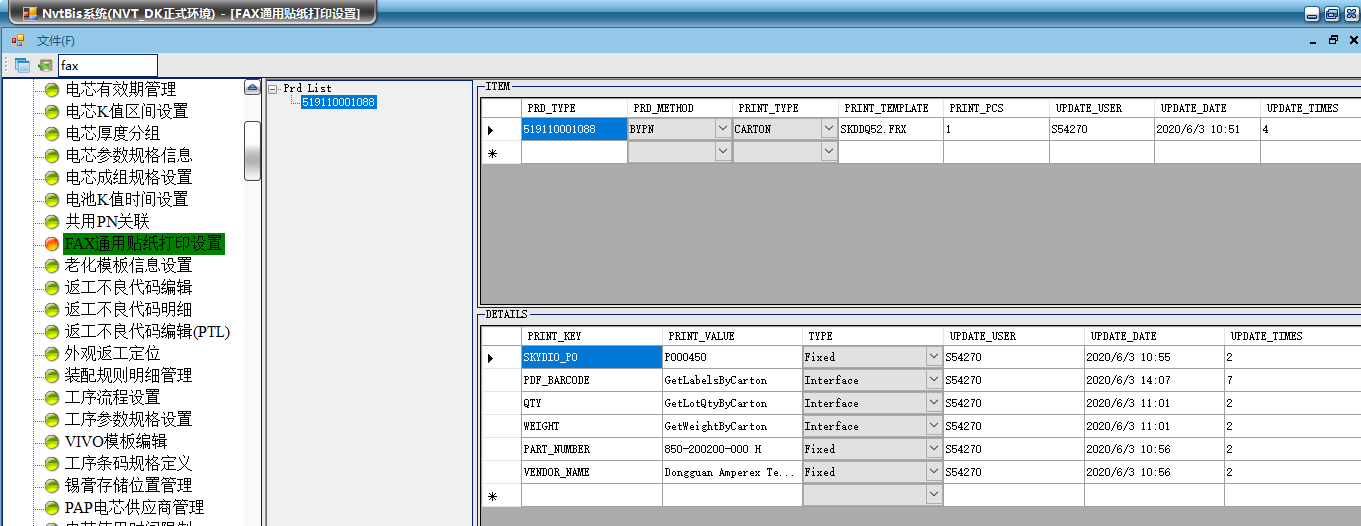 NvtBis系统(NVT_DK正式环境) - [FAX通用贴纸打印设置]
文件(F)
fax
电芯有效期管理
电芯K值区间设置
电芯厚度分组
电芯参数规格信息
电芯成组规格设置
电池K值时间设置
共用PN关联
FAX通用贴纸打印设置
老化模板信息设置
返工不良代码编辑
返工不良代码明细
返工不良代码编辑(PTL)
外观返工定位
装配规则明细管理
工序流程设置
工序参数规格设置
VIVO模板编辑
工序条码规格定义
锡膏存储位置管理
PAP电芯供应商管理
电芯使用时间限制
Prd List
519110001088
ITEM
PRD_TYPE PRD_METHOD PRINT_TYPE PRINT_TEMPLATE PRINT_PCS UPDATE_USER UPDATE_DATE UPDATE_TIMES
519110001088 BYPN CARTON SKDDQ52.FRX 1 S54270 2020/6/3 10:51 4
DETAILS
PRINT_KEY PRINT_VALUE TYPE UPDATE_USER UPDATE_DATE UPDATE_TIMES
SKYDIO_PO P000450 Fixed S54270 2020/6/3 10:55 2
PDF_BARCODE GetLabelsByCarton Interface S54270 2020/6/3 14:07 7
QTY GetLotQtyByCarton Interface S54270 2020/6/3 11:01 2
WEIGHT GetWeightByCarton Interface S54270 2020/6/3 11:01 2
PART_NUMBER 850-200200-000 H Fixed S54270 2020/6/3 10:56 2
VENDOR_NAME Dongguan Amperex Te... Fixed S54270 2020/6/3 10:56 2